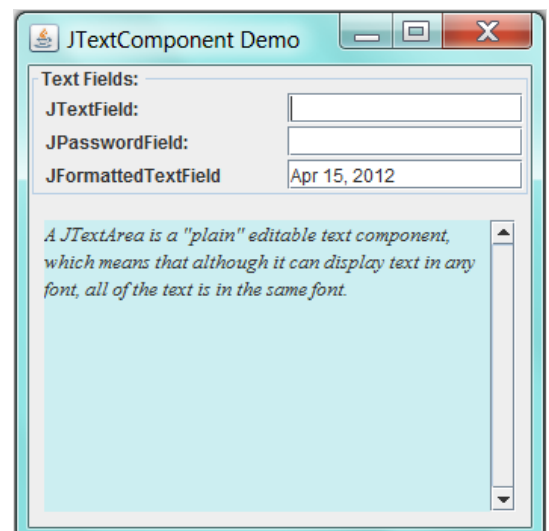 JTextComponent Demo
Text Fields:
JTextField:
JPasswordField:
JFormattedTextField Apr 15, 2012
A JTextArea is a "plain" editable text component,
which means that although it can display text in any
font, all of the text is in the same font.